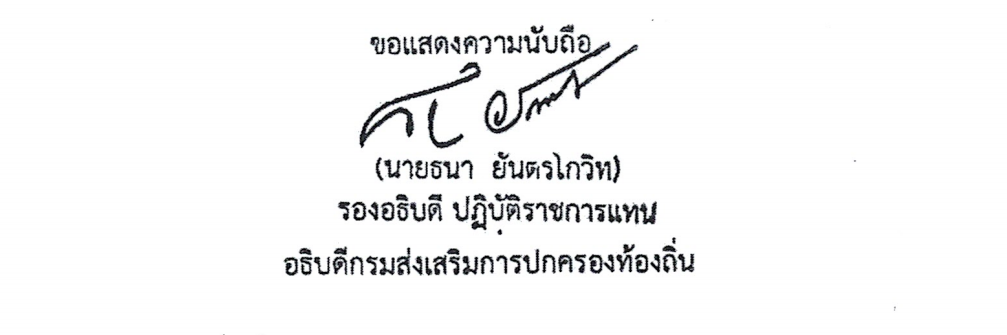 ขอแสดงความนับถือ
(นายธนา ยันตรโกวิท)
รองอธิบดี ปฏิบัติราชการแทน
อธิบดีกรมส่งเสริมการปกครองท้องถิ่น